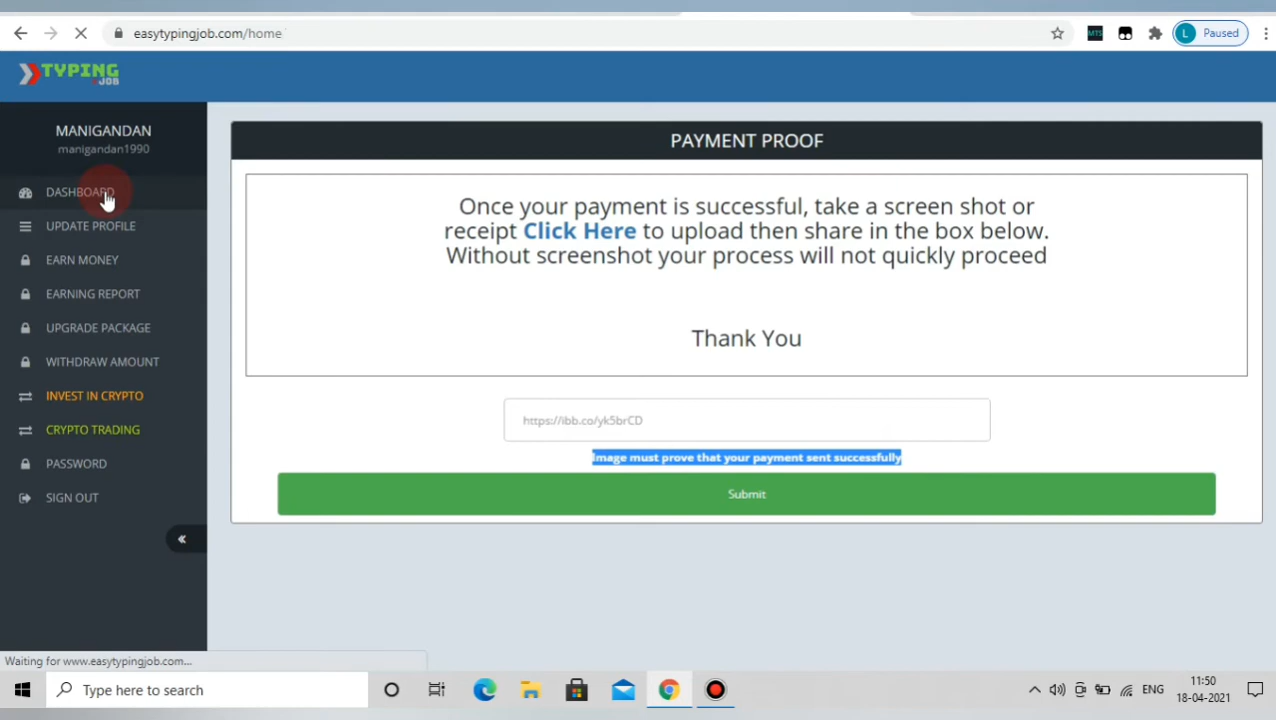 easytypingjob.com/home
MTS
L
Paused
TYPING
JOB
MANIGANDAN
manigandan1990
DASHBOARD
UPDATE PROFILE
EARN MONEY
EARNING REPORT
UPGRADE PACKAGE
WITHDRAW AMOUNT
INVEST IN CRYPTO
CRYPTO TRADING
PASSWORD
SIGN OUT
PAYMENT PROOF
Once your payment is successful, take a screen shot or
receipt Click Here to upload then share in the box below.
Without screenshot your process will not quickly proceed
Thank You
https://ibb.co/yk5brCD
Image must prove that your payment sent successfully
Submit
Waiting for www.easytypingjob.com...
Type here to search
ENG
11:50
18-04-2021